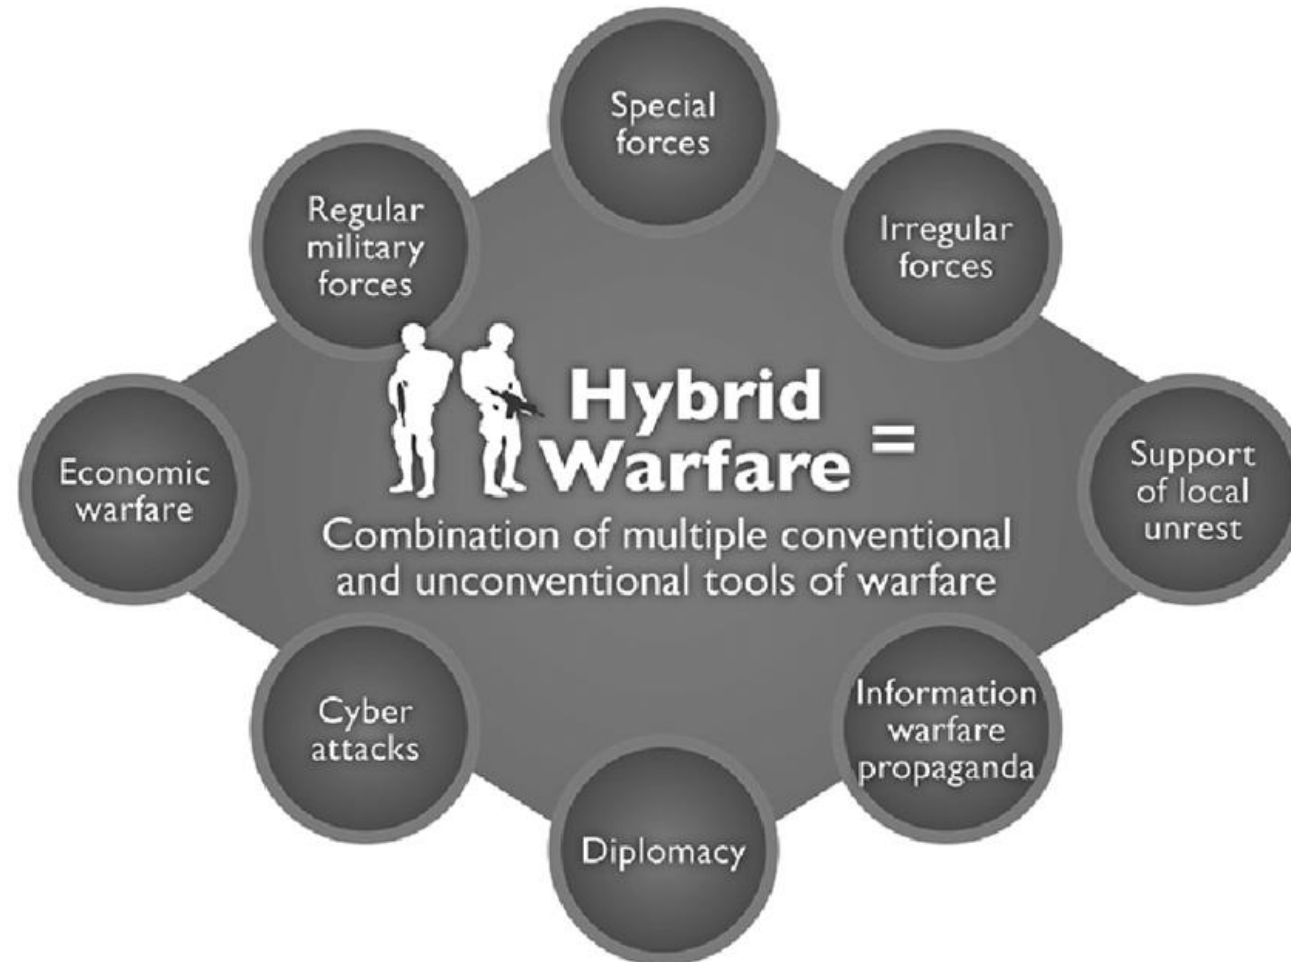 Special
forces
Regular
military
forces
Irregular
forces
Hybrid
Warfare =
Combination of multiple conventional
and unconventional tools of warfare
Economic
warfare
Support
of local
unrest
Cyber
attacks
Information
warfare
propaganda
Diplomacy